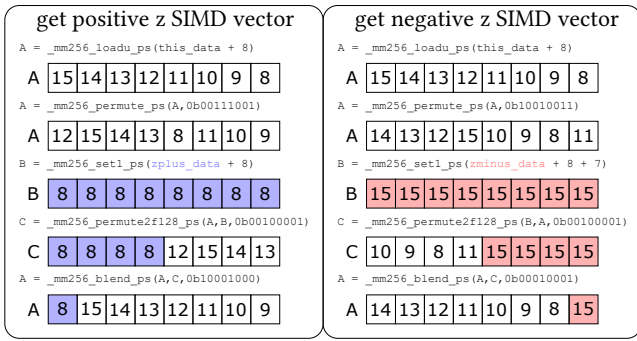 get positive z SIMD vector
A = _mm256_loadu_ps(this_data + 8)
A 15 14 13 12 11 10 9 8
A = _mm256_permute_ps(A,0b00111001)
A 12 15 14 13 8 11 10 9
B = _mm256_set1_ps(zplus_data + 8)
B 8 8 8 8 8 8 8 8
C = _mm256_permute2f128_ps(A,B,0b00100001)
C 8 8 8 8 12 15 14 13
A = _mm256_blend_ps(A,C,0b10001000)
A 8 15 14 13 12 11 10 9
get negative z SIMD vector
A = _mm256_loadu_ps(this_data + 8)
A 15 14 13 12 11 10 9 8
A = _mm256_permute_ps(A,0b10010011)
A 14 13 12 15 10 9 8 11
B = _mm256_set1_ps(zminus_data + 8 + 7)
B 15 15 15 15 15 15 15 15
C = _mm256_permute2f128_ps(B,A,0b00100001)
C 10 9 8 11 15 15 15 15
A = _mm256_blend_ps(A,C,0b00010001)
A 14 13 12 11 10 9 8 15